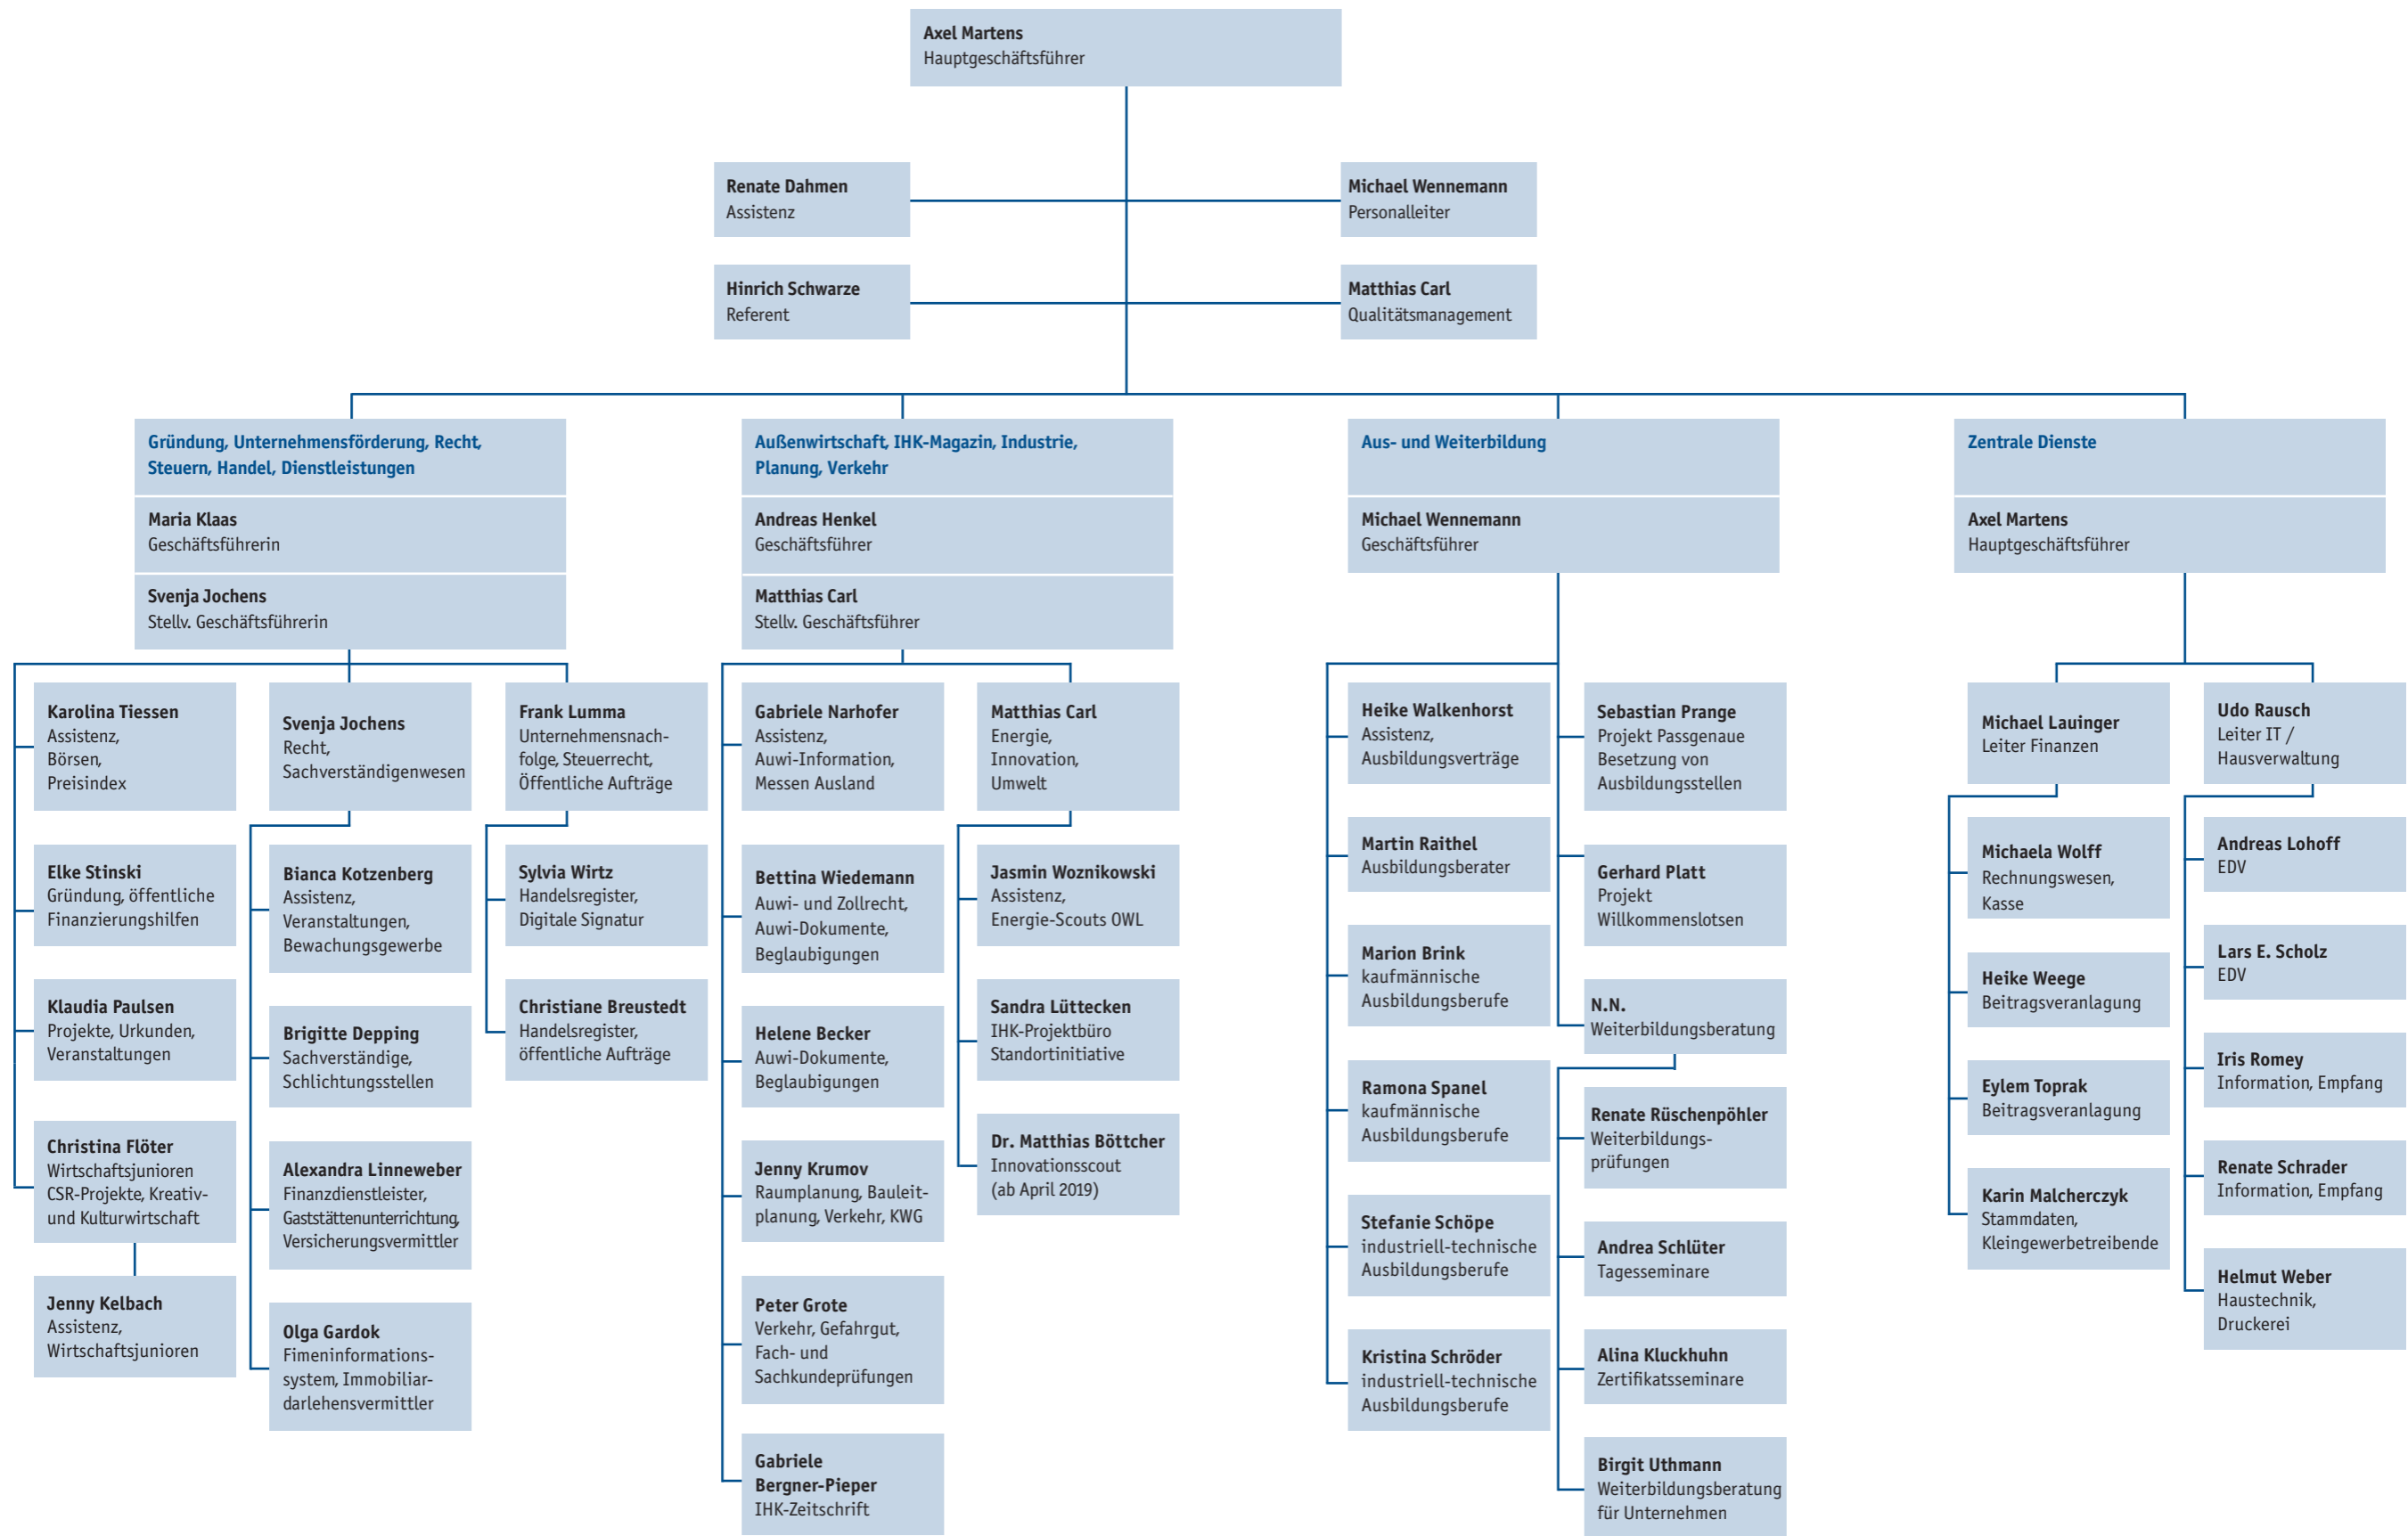 Axel Martens
Hauptgeschäftsführer
Renate Dahmen
Assistenz
Michael Wennemann
Personalleiter
Hinrich Schwarze
Referent
Matthias Carl
Qualitätsmanagement
Gründung, Unternehmensförderung, Recht,
Steuern, Handel, Dienstleistungen
Maria Klaas
Geschäftsführerin
Svenja Jochens
Stellv. Geschäftsführerin
Karolina Tiessen
Assistenz,
Börsen,
Preisindex
Elke Stinski
Gründung, öffentliche
Finanzierungshilfen
Klaudia Paulsen
Projekte, Urkunden,
Veranstaltungen
Christina Flöter
Wirtschaftsjunioren
CSR-Projekte, Kreativ-
und Kulturwirtschaft
Jenny Kelbach
Assistenz,
Wirtschaftsjunioren
Svenja Jochens
Recht,
Sachverständigenwesen
Bianca Kotzenberg
Assistenz,
Veranstaltungen,
Bewachungsgewerbe
Brigitte Depping
Sachverständige,
Schlichtungsstellen
Alexandra Linneweber
Finanzdienstleister,
Gaststättenunterrichtung,
Versicherungsvermittler
Olga Gardok
Fimeninformations-
system, Immobiliar-
darlehensvermittler
Frank Lumma
Unternehmensnach-
folge, Steuerrecht,
Öffentliche Aufträge
Sylvia Wirtz
Handelsregister,
Digitale Signatur
Christiane Breustedt
Handelsregister,
öffentliche Aufträge
Außenwirtschaft, IHK-Magazin, Industrie,
Planung, Verkehr
Andreas Henkel
Geschäftsführer
Matthias Carl
Stellv. Geschäftsführer
Gabriele Narhofer
Assistenz,
Auwi-Information,
Messen Ausland
Bettina Wiedemann
Auwi- und Zollrecht,
Auwi-Dokumente,
Beglaubigungen
Helene Becker
Auwi-Dokumente,
Beglaubigungen
Jenny Krumov
Raumplanung, Bauleit-
planung, Verkehr, KWG
Peter Grote
Verkehr, Gefahrgut,
Fach- und
Sachkundeprüfungen
Gabriele
Bergner-Pieper
IHK-Zeitschrift
Matthias Carl
Energie,
Innovation,
Umwelt
Jasmin Woznikowski
Assistenz,
Energie-Scouts OWL
Sandra Lüttecken
IHK-Projektbüro
Standortinitiative
Dr. Matthias Böttcher
Innovationsscout
(ab April 2019)
Aus- und Weiterbildung
Michael Wennemann
Geschäftsführer
Heike Walkenhorst
Assistenz,
Ausbildungsverträge
Martin Raithel
Ausbildungsberater
Marion Brink
kaufmännische
Ausbildungsberufe
Ramona Spanel
kaufmännische
Ausbildungsberufe
Stefanie Schöpe
industriell-technische
Ausbildungsberufe
Kristina Schröder
industriell-technische
Ausbildungsberufe
Sebastian Prange
Projekt Passgenaue
Besetzung von
Ausbildungsstellen
Gerhard Platt
Projekt
Willkommenslotsen
N.N.
Weiterbildungsberatung
Renate Rüschenpöhler
Weiterbildungs-
prüfungen
Andrea Schlüter
Tagesseminare
Alina Kluckhuhn
Zertifikatsseminare
Birgit Uthmann
Weiterbildungsberatung
für Unternehmen
Zentrale Dienste
Axel Martens
Hauptgeschäftsführer
Michael Lauinger
Leiter Finanzen
Michaela Wolff
Rechnungswesen,
Kasse
Heike Weege
Beitragsveranlagung
Eylem Toprak
Beitragsveranlagung
Karin Malcherczyk
Stammdaten,
Kleingewerbetreibende
Udo Rausch
Leiter IT /
Hausverwaltung
Andreas Lohoff
EDV
Lars E. Scholz
EDV
Iris Romey
Information, Empfang
Renate Schrader
Information, Empfang
Helmut Weber
Haustechnik,
Druckerei